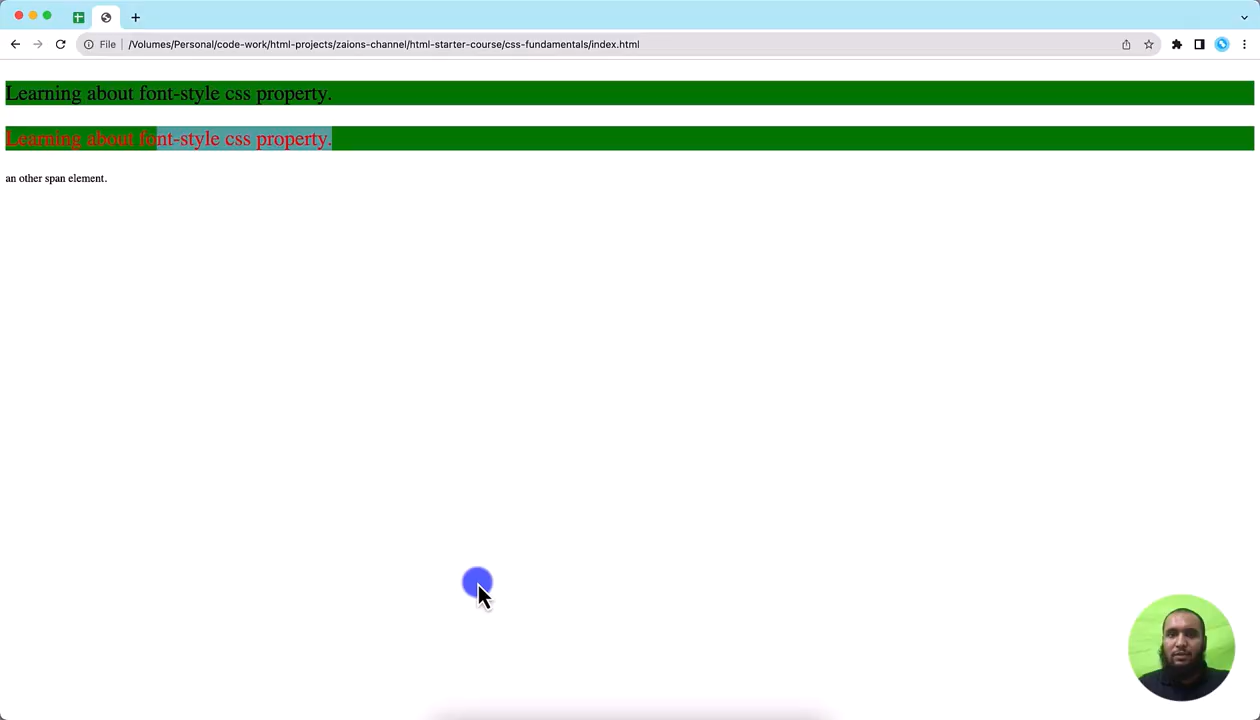 File
/Volumes/Personal/code-work/html-projects/zaions-channel/html-starter-course/css-fundamentals/index.html
Learning about font-style css property.
Learning about font-style css property.
an other span element.